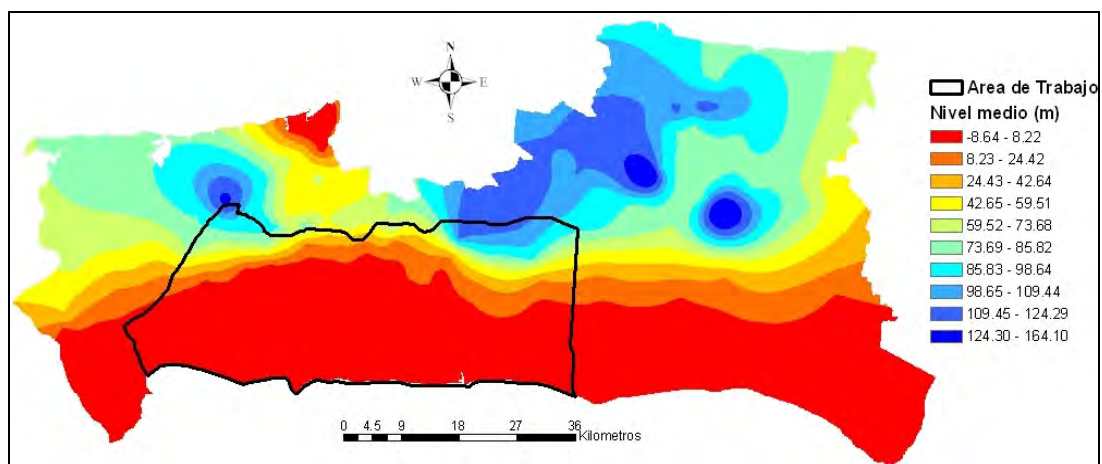 N
W E
S
Area de Trabajo
Nivel medio (m)
-8.64 - 8.22
8.23 - 24.42
24.43 - 42.64
42.65 - 59.51
59.52 - 73.68
73.69 - 85.82
85.83 - 98.64
98.65 - 109.44
109.45 - 124.29
124.30 - 164.10
0 4.5 9 18 27 36
Kilometros